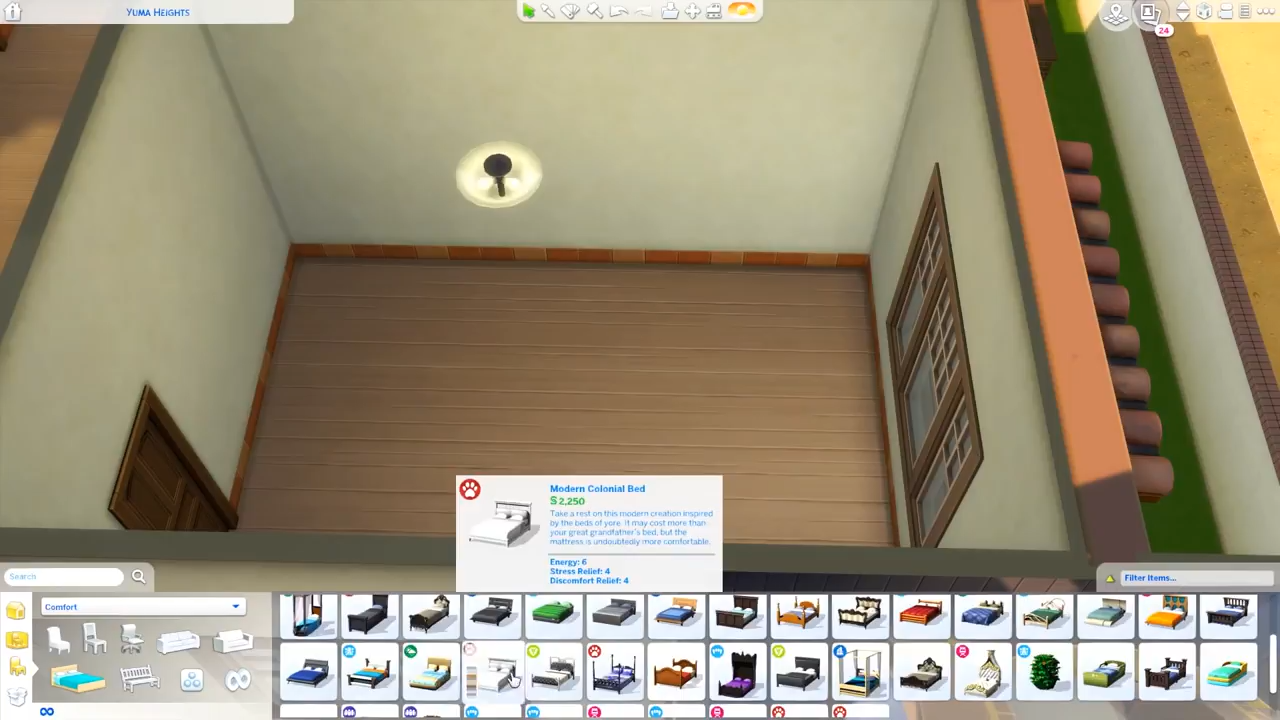 YUMA HEIGHTS
24
Modern Colonial Bed
§2,250
Take a rest on this modern creation inspired
by the beds of yore. It may cost more than
your great grandfather's bed, but the
mattress is undoubtedly more comfortable.
Energy: 6
Stress Relief: 4
Discomfort Relief: 4
Search
Filter Items...
Comfort